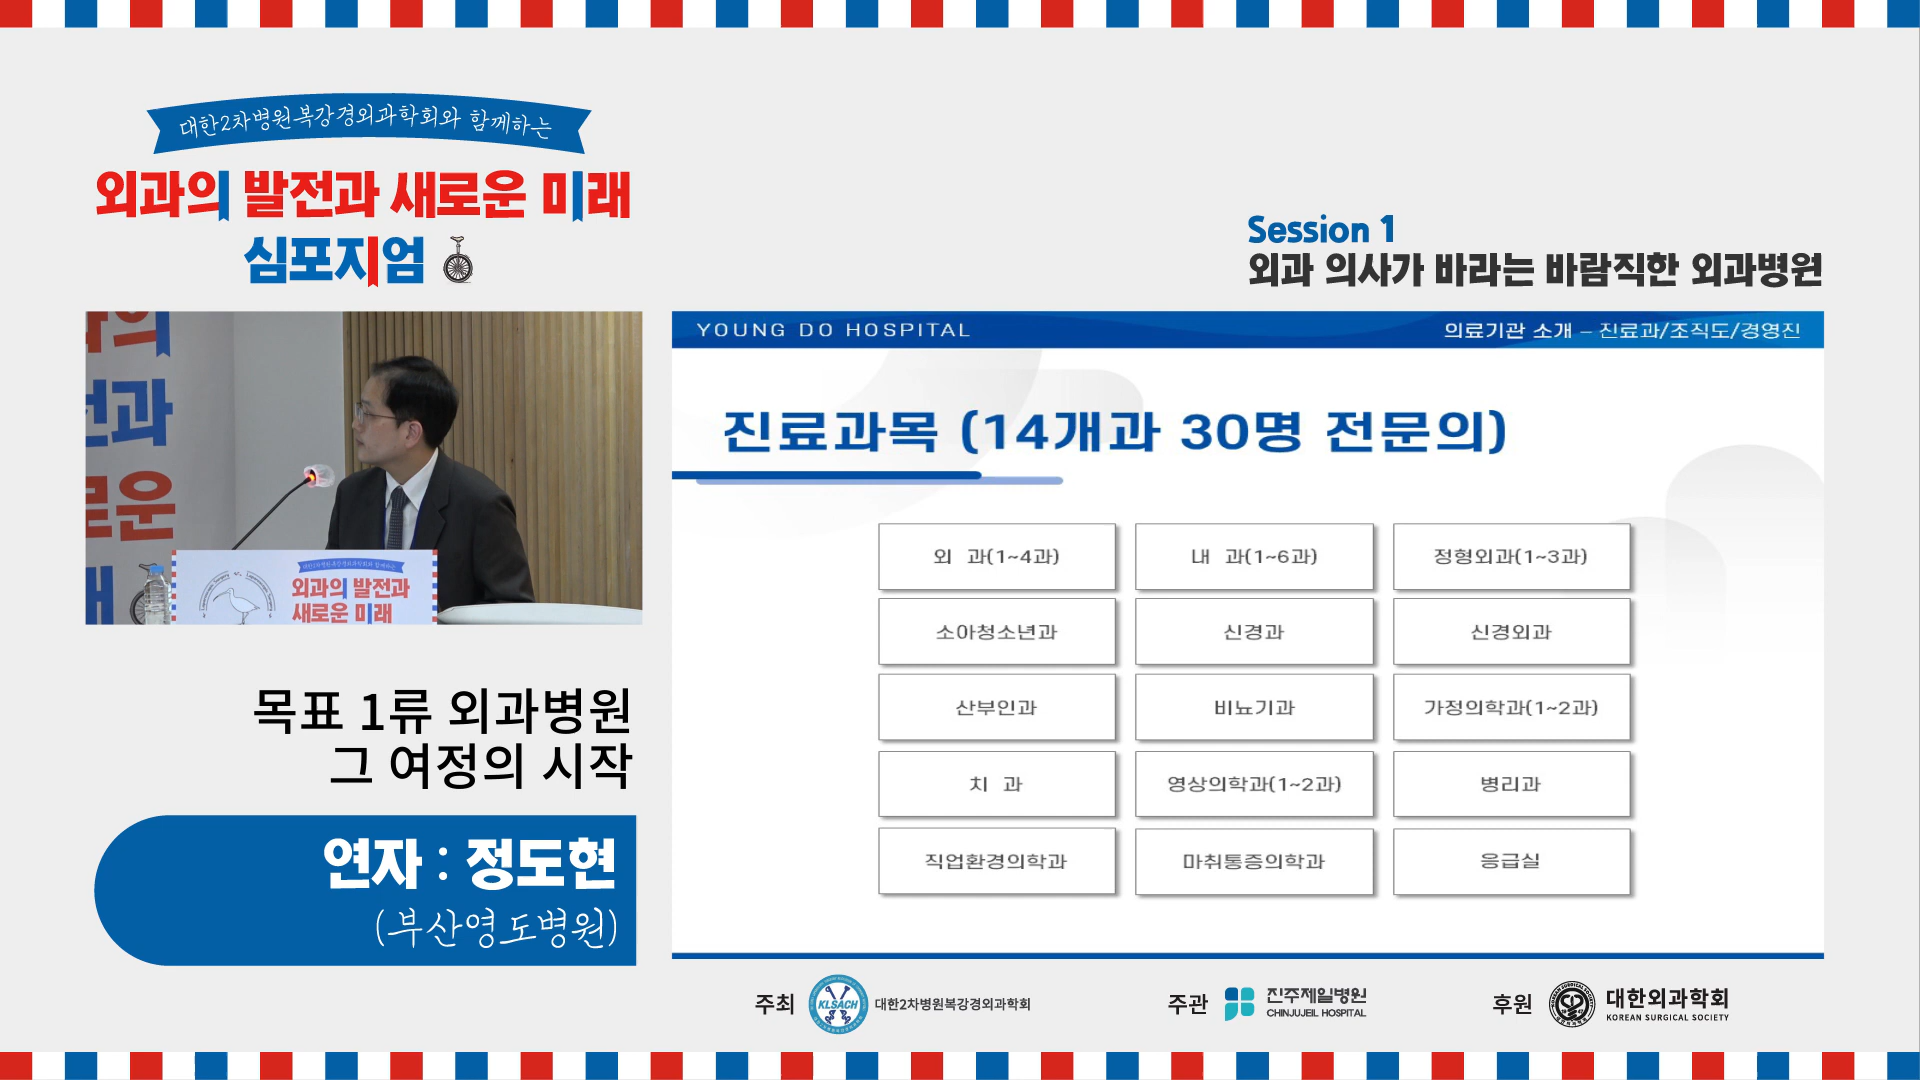 대한2차병원복강경외과학회와 함께하는
외과의 발전과 새로운 미래
심포지엄
Session 1
외과 의사가 바라는 바람직한 외과병원
외과의 발전과
새로운 미래
목표 1류 외과병원
그 여정의 시작
연자 : 정도현
(부산영도병원)
YOUNG DO HOSPITAL
의료기관 소개 – 진료과/조직도/경영진
진료과목 (14개과 30명 전문의)
외 과(1~4과)
내 과(1~6과)
정형외과(1~3과)
소아청소년과
신경과
신경외과
산부인과
비뇨기과
가정의학과(1~2과)
치 과
영상의학과(1~2과)
병리과
직업환경의학과
마취통증의학과
응급실
주최
KLSACH
대한2차병원복강경외과학회
주관
진주제일병원
CHINJUJEIL HOSPITAL
후원
대한외과학회
KOREAN SURGICAL SOCIETY